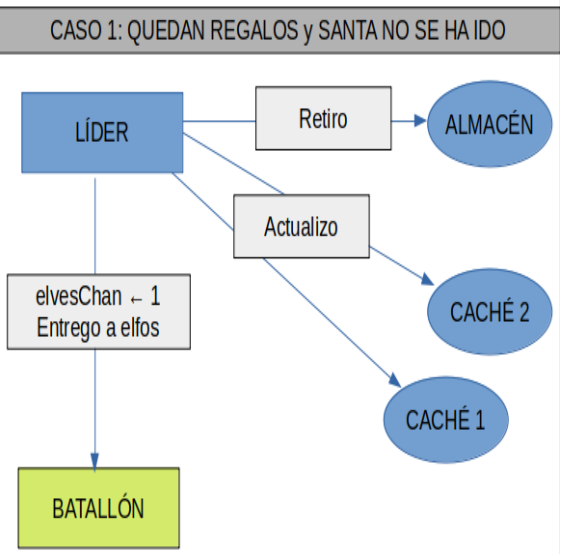 CASO 1: QUEDAN REGALOS y SANTA NO SE HA IDO
LÍDER
Retiro
ALMACÉN
Actualizo
elvesChan ← 1
Entrego a elfos
CACHÉ 2
CACHÉ 1
BATALLÓN